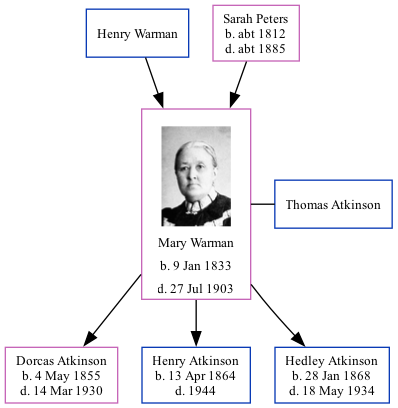 Henry Warman
Sarah Peters
b. abt 1812
d. abt 1885
Mary Warman
b. 9 Jan 1833
d. 27 Jul 1903
Thomas Atkinson
Dorcas Atkinson
b. 4 May 1855
d. 14 Mar 1930
Henry Atkinson
b. 13 Apr 1864
d. 1944
Hedley Atkinson
b. 28 Jan 1868
d. 18 May 1934